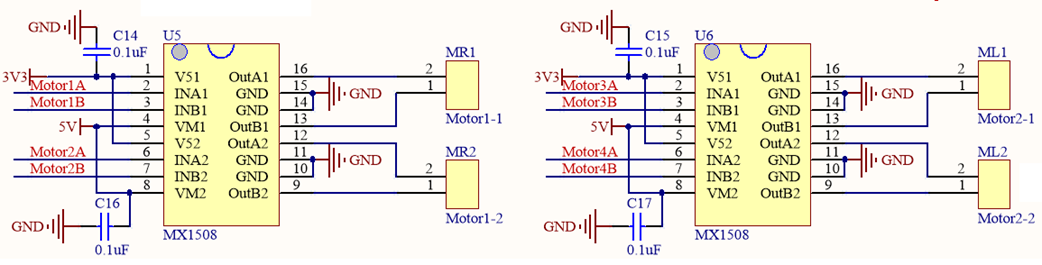 GND
C14
0.1uF
U5
3V3
1
V51
OutA1
16
Motor1A
2
INA1
GND
15
GND
Motor1B
3
INB1
GND
14
5V
4
VM1
OutB1
13
5
V52
OutA2
12
Motor2A
6
INA2
GND
11
GND
Motor2B
7
INB2
GND
10
8
VM2
OutB2
9
MX1508
C16
0.1uF
GND
MR1
2
1
Motor1-1
MR2
2
1
Motor1-2
GND
C15
0.1uF
U6
3V3
1
V51
OutA1
16
Motor3A
2
INA1
GND
15
GND
Motor3B
3
INB1
GND
14
5V
4
VM1
OutB1
13
5
V52
OutA2
12
Motor4A
6
INA2
GND
11
GND
Motor4B
7
INB2
GND
10
8
VM2
OutB2
9
MX1508
C17
0.1uF
GND
ML1
2
1
Motor2-1
ML2
2
1
Motor2-2